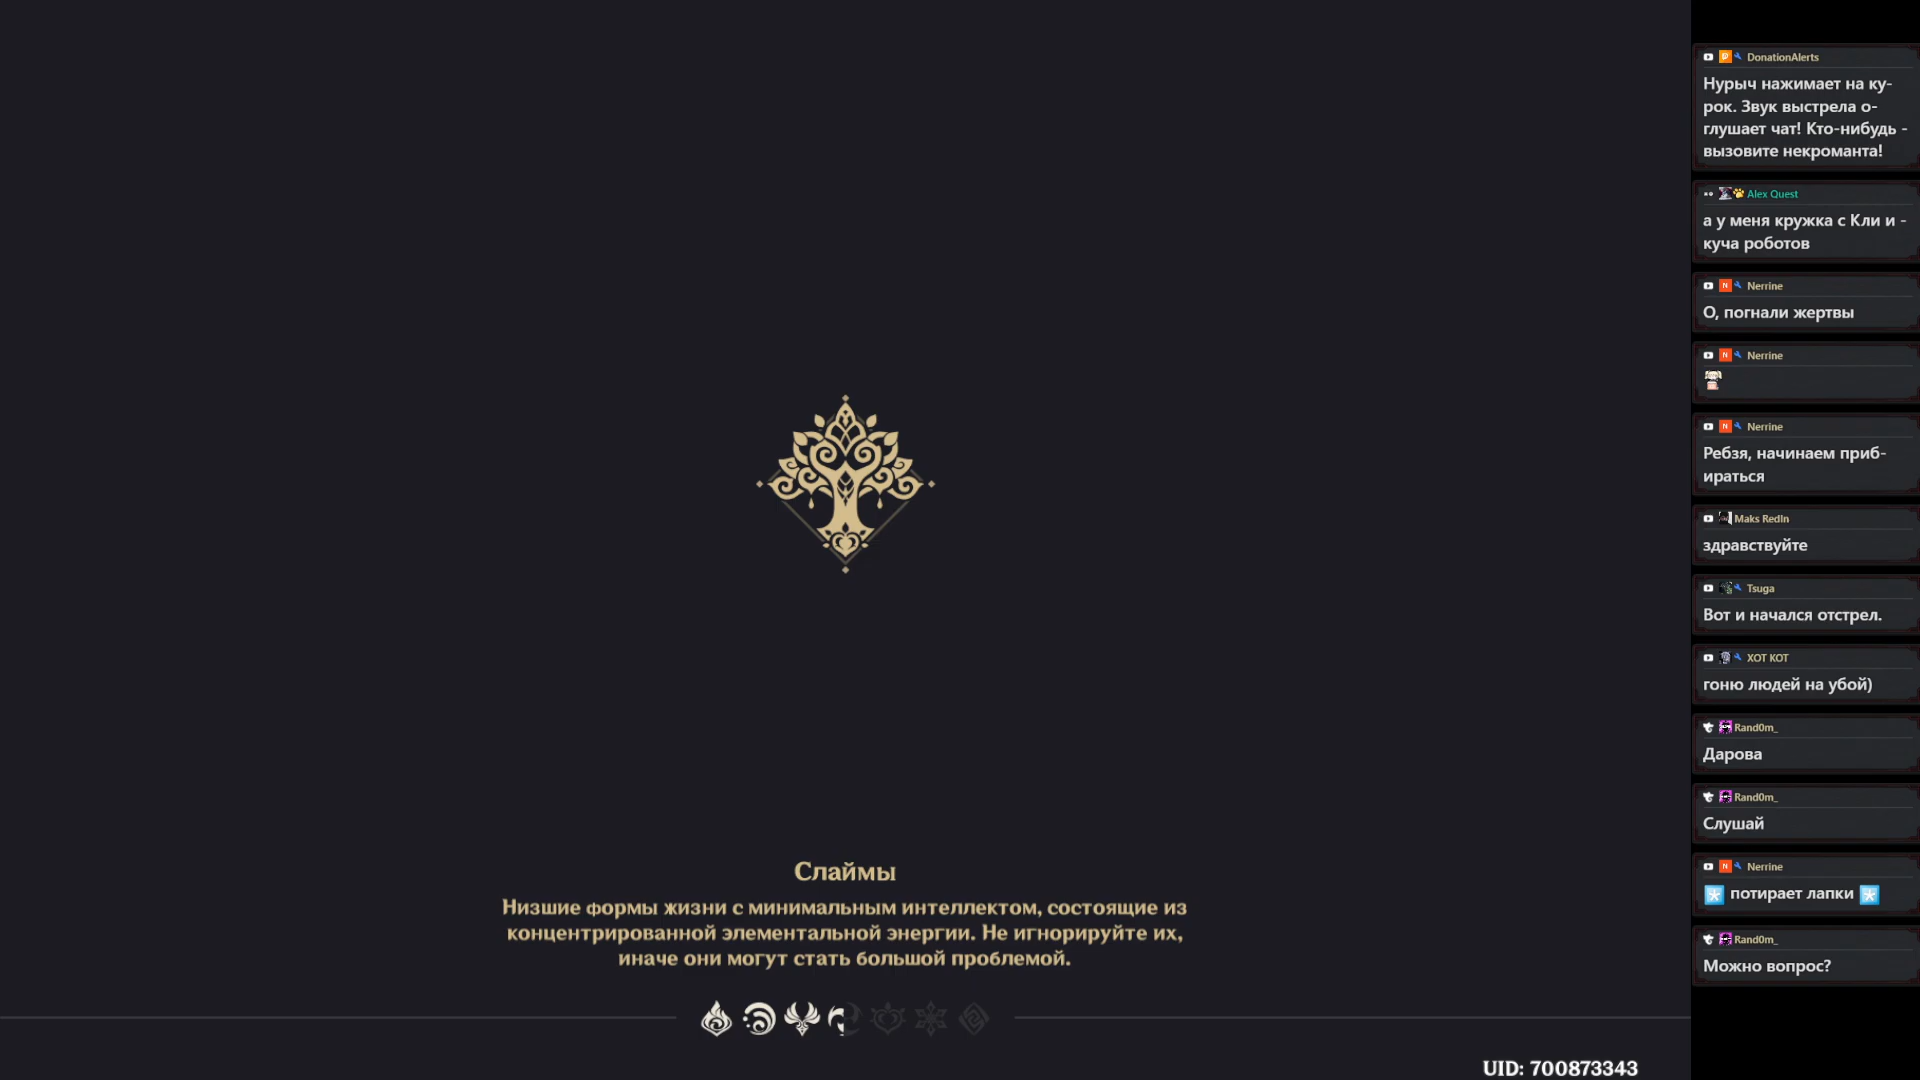 Слаймы
Низшие формы жизни с минимальным интеллектом, состоящие из
концентрированной элементальной энергии. Не игнорируйте их,
иначе они могут стать большой проблемой.
UID: 700873343
DonationAlerts
Нурыч нажимает на ку-
рок. Звук выстрела о-
глушает чат! Кто-нибудь -
вызовите некроманта!
Alex Quest
а у меня кружка с Кли и -
куча роботов
Nerrine
О, погнали жертвы
Nerrine
Nerrine
Ребзя, начинаем приб-
ираться
Maks RedIn
здравствуйте
Tsuga
Вот и начался отстрел.
ХОТ КОТ
гоню людей на убой)
Rand0m_
Дарова
Rand0m_
Слушай
Nerrine
потирает лапки
Rand0m_
Можно вопрос?